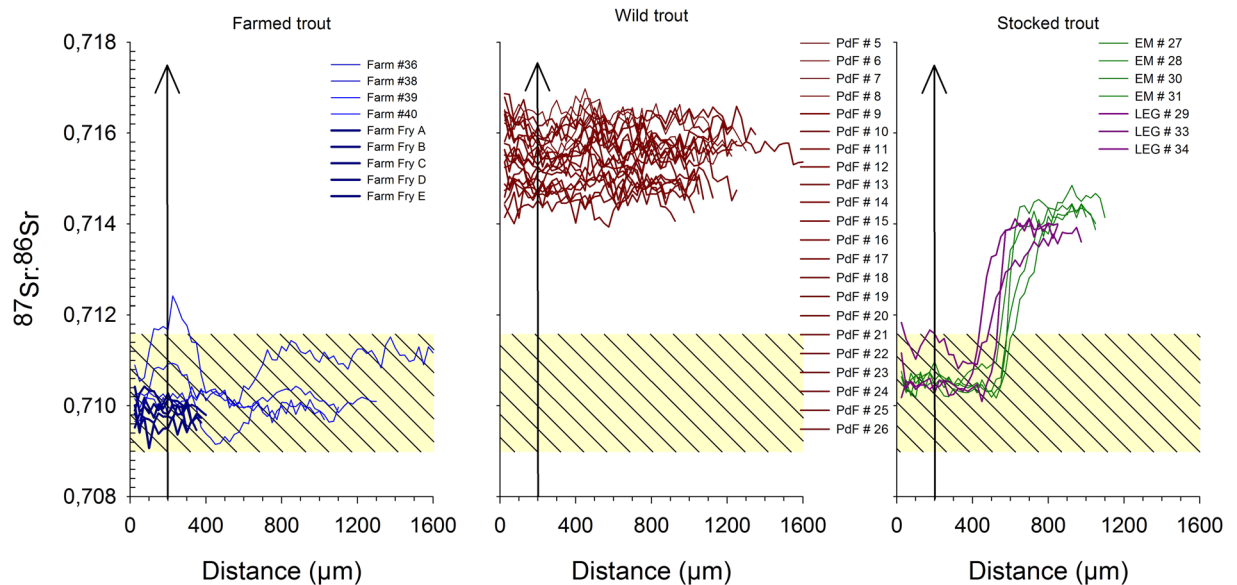 Farmed trout
Wild trout
Stocked trout
0,718
0,716
0,714
0,712
0,710
0,708
87Sr:86Sr
Farm #36
Farm #38
Farm #39
Farm #40
Farm Fry A
Farm Fry B
Farm Fry C
Farm Fry D
Farm Fry E
PdF # 5
PdF # 6
PdF # 7
PdF # 8
PdF # 9
PdF # 10
PdF # 11
PdF # 12
PdF # 13
PdF # 14
PdF # 15
PdF # 16
PdF # 17
PdF # 18
PdF # 19
PdF # 20
PdF # 21
PdF # 22
PdF # 23
PdF # 24
PdF # 25
PdF # 26
EM # 27
EM # 28
EM # 30
EM # 31
LEG # 29
LEG # 33
LEG # 34
0 400 800 1200 1600
0 400 800 1200 1600
0 400 800 1200 1600
Distance (µm)
Distance (µm)
Distance (µm)